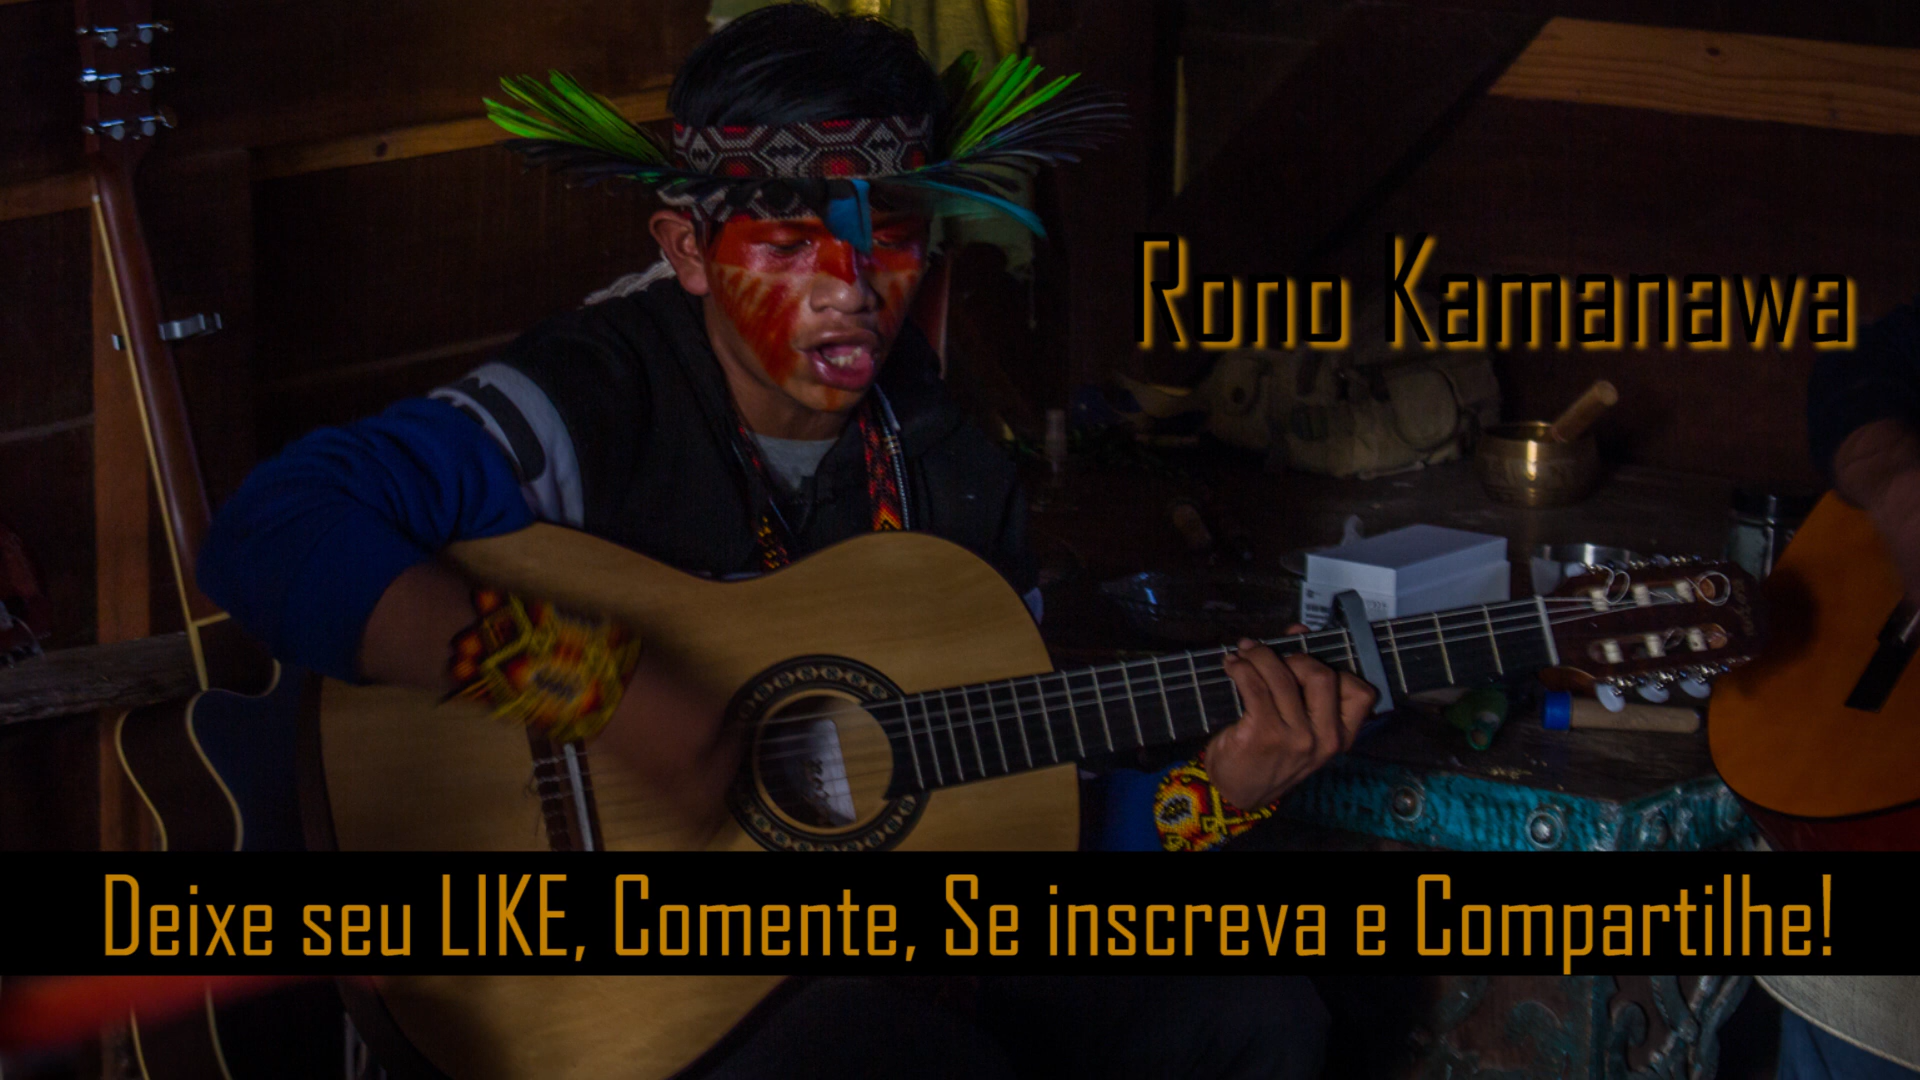 Rono Kamanawa
Deixe seu LIKE, Comente, Se inscreva e Compartilhe!